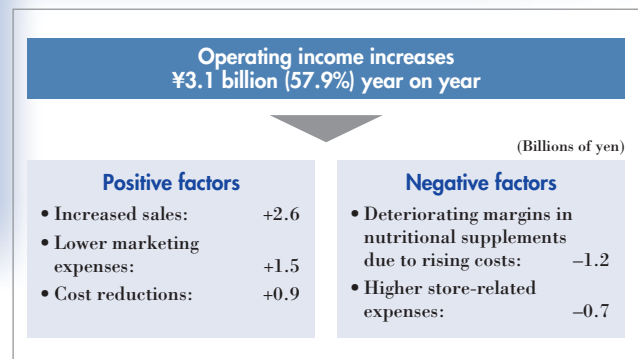 Operating income increases
¥3.1 billion (57.9%) year on year
(Billions of yen)
Positive factors
• Increased sales: +2.6
• Lower marketing
expenses: +1.5
• Cost reductions: +0.9
Negative factors
• Deteriorating margins in
nutritional supplements
due to rising costs: –1.2
• Higher store-related
expenses: –0.7